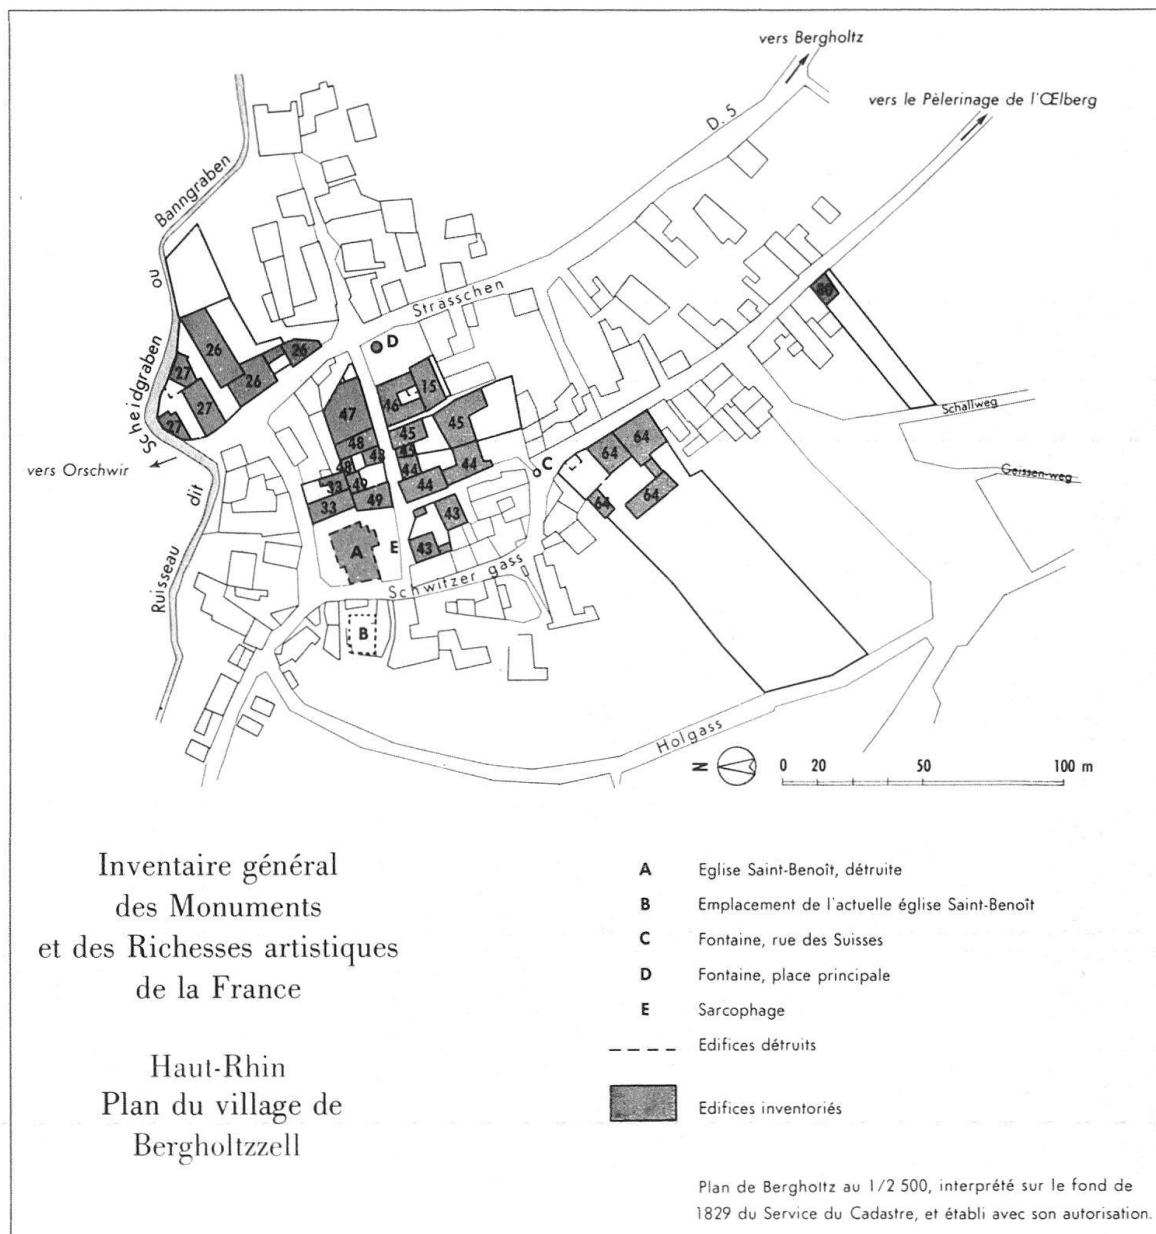 vers Bergholtz
vers le Pèlerinage de l'Œlberg
D. 5
Banngraben
ou
Strässchen
Scheidgraben
dit
Ruisseau
vers Orschwir
Schallweg
Geissen-weg
Schwitzer gass
Holgass
26
26
26
27
27
27
D
15
46
47
48
48
48
45
45
45
44
44
44
33
33
49
49
43
43
C
64
64
64
64
80
A
E
B
N
0 20 50 100 m
Inventaire général
des Monuments
et des Richesses artistiques
de la France
Haut-Rhin
Plan du village de
Bergholtzzell
A Eglise Saint-Benoît, détruite
B Emplacement de l'actuelle église Saint-Benoît
C Fontaine, rue des Suisses
D Fontaine, place principale
E Sarcophage
Edifices détruits
Edifices inventoriés
Plan de Bergholtz au 1/2 500, interprété sur le fond de
1829 du Service du Cadastre, et établi avec son autorisation.